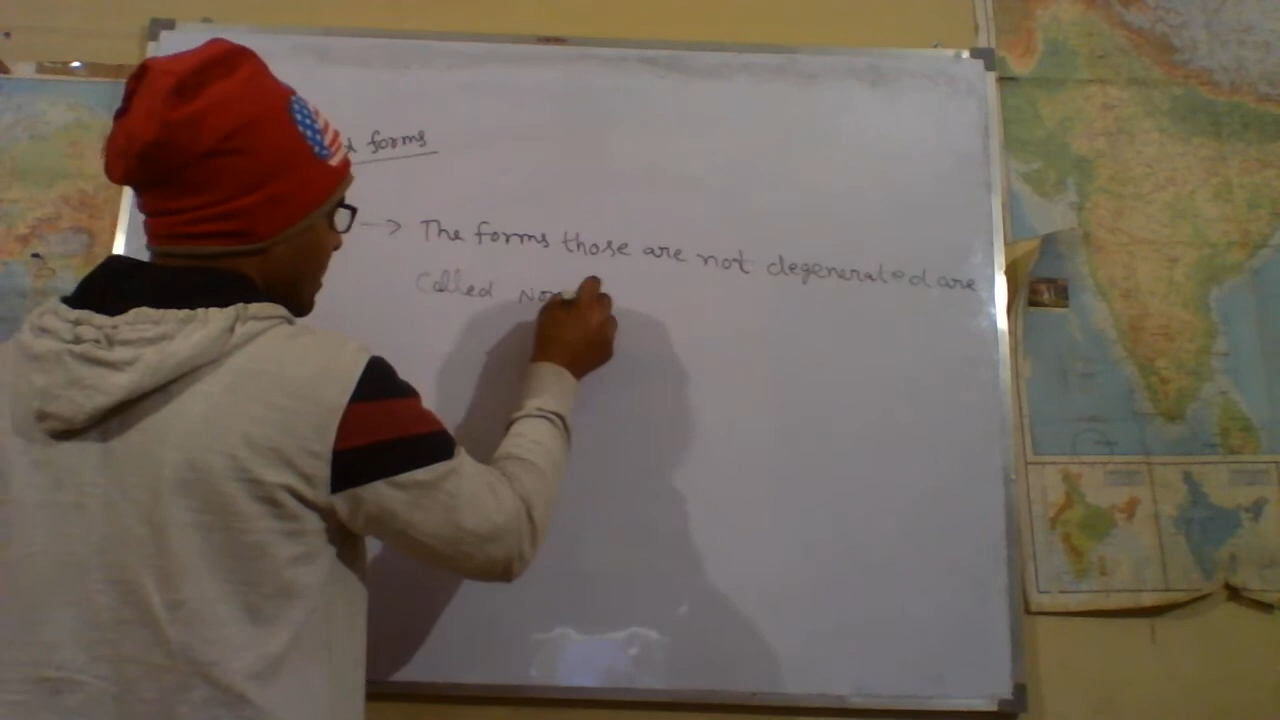 forms
→ The forms those are not degenerated are
Called